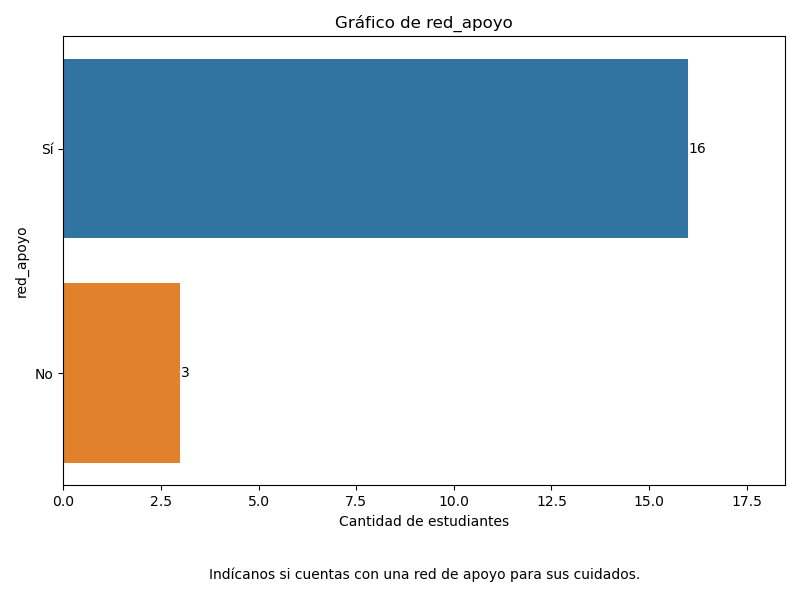 Gráfico de red_apoyo
red_apoyo
Sí
16
No
3
0.0 2.5 5.0 7.5 10.0 12.5 15.0 17.5
Cantidad de estudiantes
Indícanos si cuentas con una red de apoyo para sus cuidados.